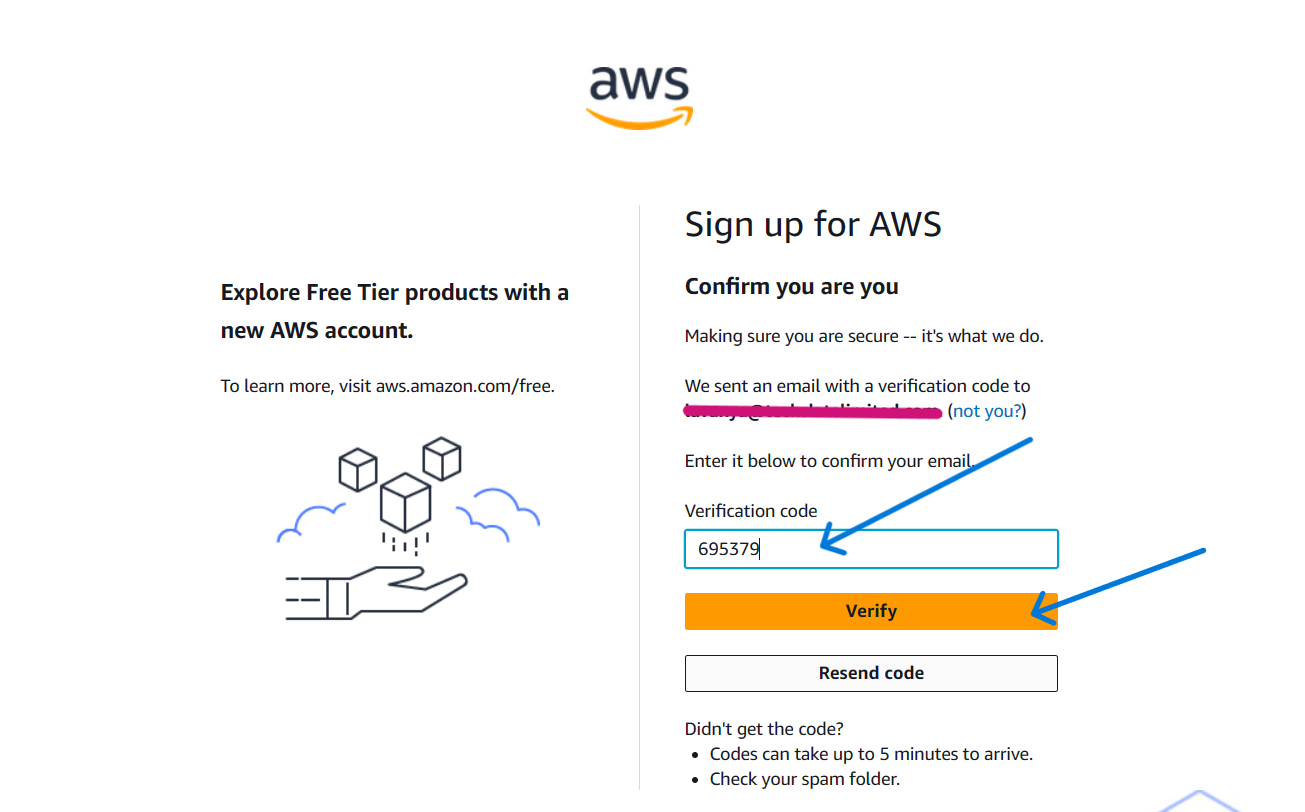 aws
Sign up for AWS
Explore Free Tier products with a
new AWS account.
To learn more, visit aws.amazon.com/free.
Confirm you are you
Making sure you are secure -- it's what we do.
We sent an email with a verification code to
(not you?)
Enter it below to confirm your email.
Verification code
695379
Verify
Resend code
Didn't get the code?
• Codes can take up to 5 minutes to arrive.
• Check your spam folder.